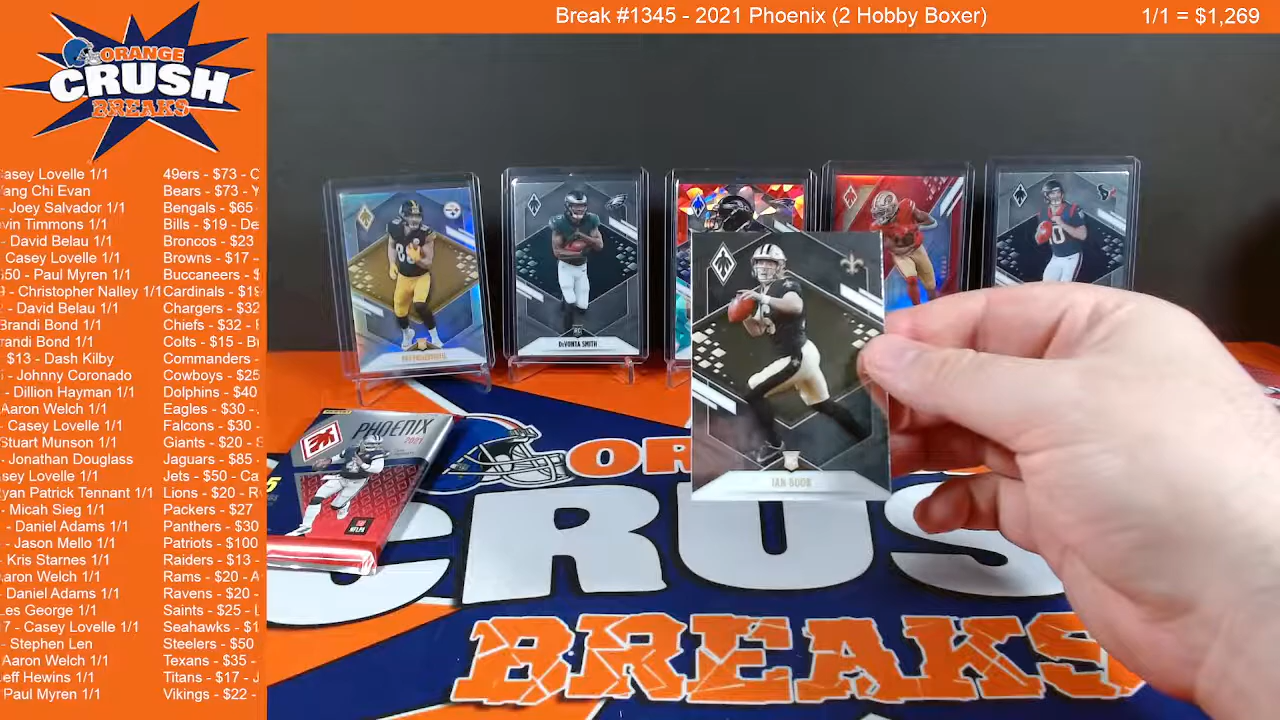 Break #1345 - 2021 Phoenix (2 Hobby Boxer)
1/1 = $1,269
ORANGE
CRUSH
BREAKS
asey Lovelle 1/1
ang Chi Evan
- Joey Salvador 1/1
vin Timmons 1/1
- David Belau 1/1
Casey Lovelle 1/1
50 - Paul Myren 1/1
- Christopher Nalley 1/1
- David Belau 1/1
Brandi Bond 1/1
randi Bond 1/1
$13 - Dash Kilby
- Johnny Coronado
- Dillion Hayman 1/1
Aaron Welch 1/1
- Casey Lovelle 1/1
Stuart Munson 1/1
- Jonathan Douglass
sey Lovelle 1/1
yan Patrick Tennant 1/1
- Micah Sieg 1/1
- Daniel Adams 1/1
- Jason Mello 1/1
- Kris Starnes 1/1
aron Welch 1/1
- Daniel Adams 1/1
Les George 1/1
7 - Casey Lovelle 1/1
- Stephen Len
Aaron Welch 1/1
eff Hewins 1/1
Paul Myren 1/1
49ers - $73 - C
Bears - $73 - Y
Bengals - $65
Bills - $19 - De
Broncos - $23
Browns - $17 -
Buccaneers - $
Cardinals - $19
Chargers - $32
Chiefs - $32 -
Colts - $15 - B
Commanders -
Cowboys - $25
Dolphins - $40
Eagles - $30 -
Falcons - $30 -
Giants - $20 - S
Jaguars - $85 -
Jets - $50 - Ca
Lions - $20 - R
Packers - $27
Panthers - $30
Patriots - $100
Raiders - $13 -
Rams - $20 - A
Ravens - $20 -
Saints - $25 - L
Seahawks - $1
Steelers - $50
Texans - $35 -
Titans - $17 - J
Vikings - $22 -
DeVONTA SMITH
IAN BOOK
PHOENIX
2021
NFLPA
OR
CRUS
BREAKS